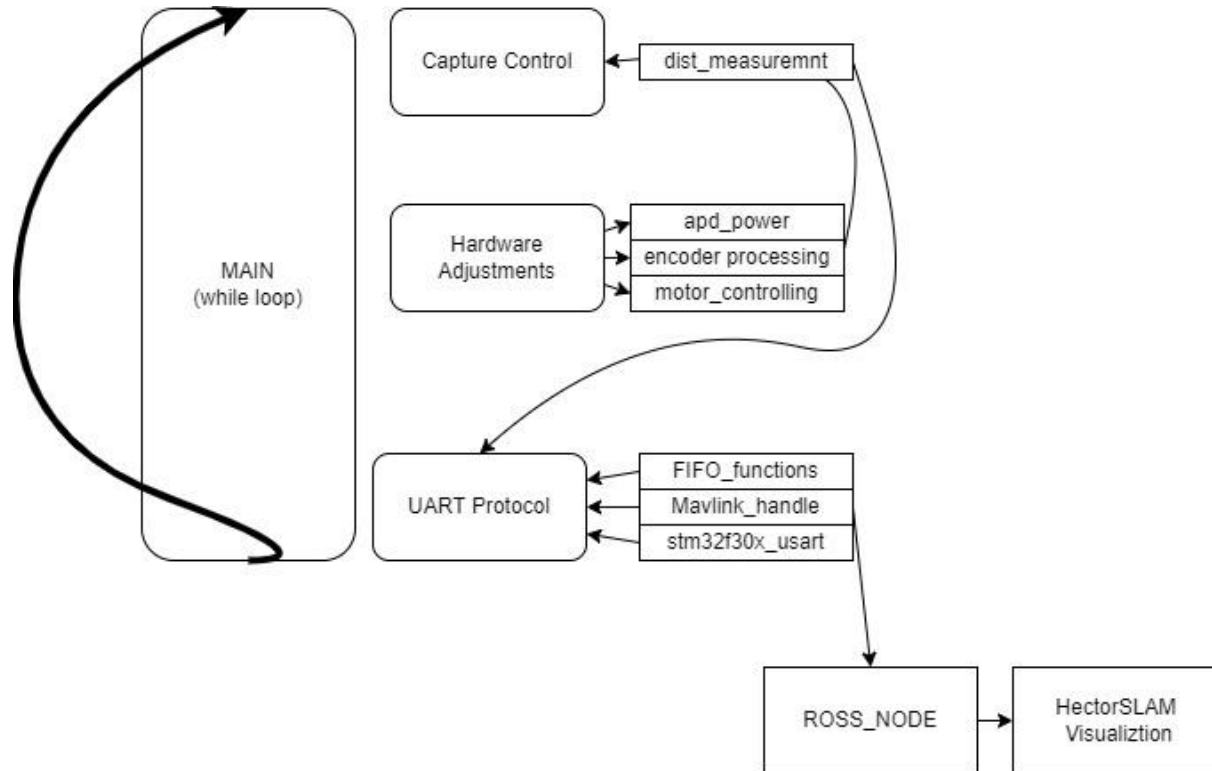 Capture Control
dist_measuremnt
apd_power
Hardware
Adjustments
encoder processing
motor_controlling
MAIN
(while loop)
UART Protocol
FIFO_functions
Mavlink_handle
stm32f30x_usart
ROSS_NODE
HectorSLAM
Visualiztion